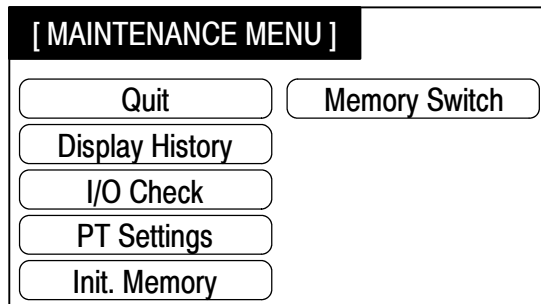 [ MAINTENANCE MENU ]
Quit
Memory Switch
Display History
I/O Check
PT Settings
Init. Memory